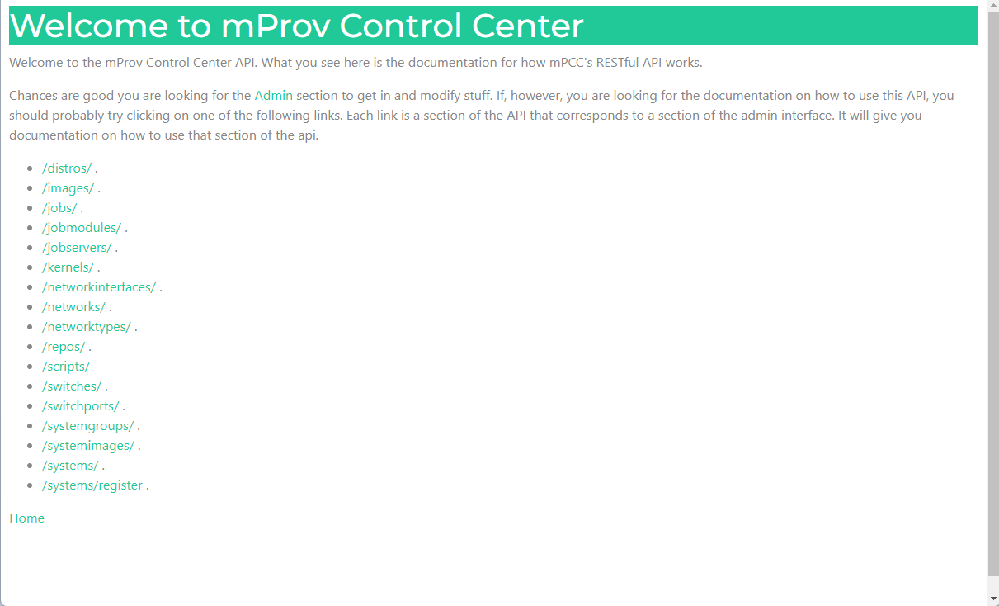 Welcome to mProv Control Center
Welcome to the mProv Control Center API. What you see here is the documentation for how mPCC's RESTful API works.
Chances are good you are looking for the Admin section to get in and modify stuff. If, however, you are looking for the documentation on how to use this API, you
should probably try clicking on one of the following links. Each link is a section of the API that corresponds to a section of the admin interface. It will give you
documentation on how to use that section of the api.
/distros/ .
/images/ .
/jobs/ .
/jobmodules/ .
/jobservers/ .
/kernels/ .
/networkinterfaces/ .
/networks/ .
/networktypes/ .
/repos/ .
/scripts/
/switches/ .
/switchports/ .
/systemgroups/ .
/systemimages/ .
/systems/ .
/systems/register .
Home